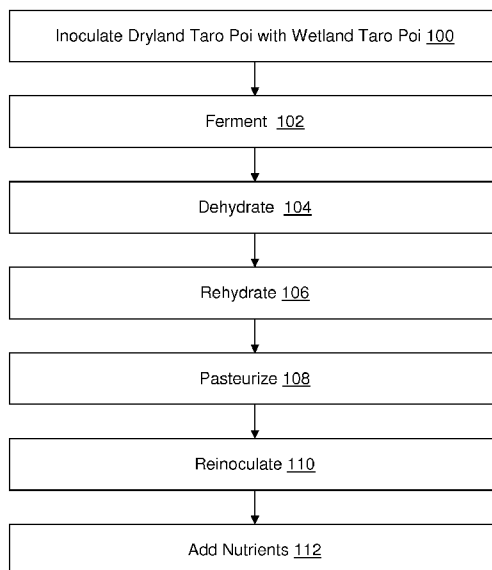 Inoculate Dryland Taro Poi with Wetland Taro Poi 100
Ferment 102
Dehydrate 104
Rehydrate 106
Pasteurize 108
Reinoculate 110
Add Nutrients 112